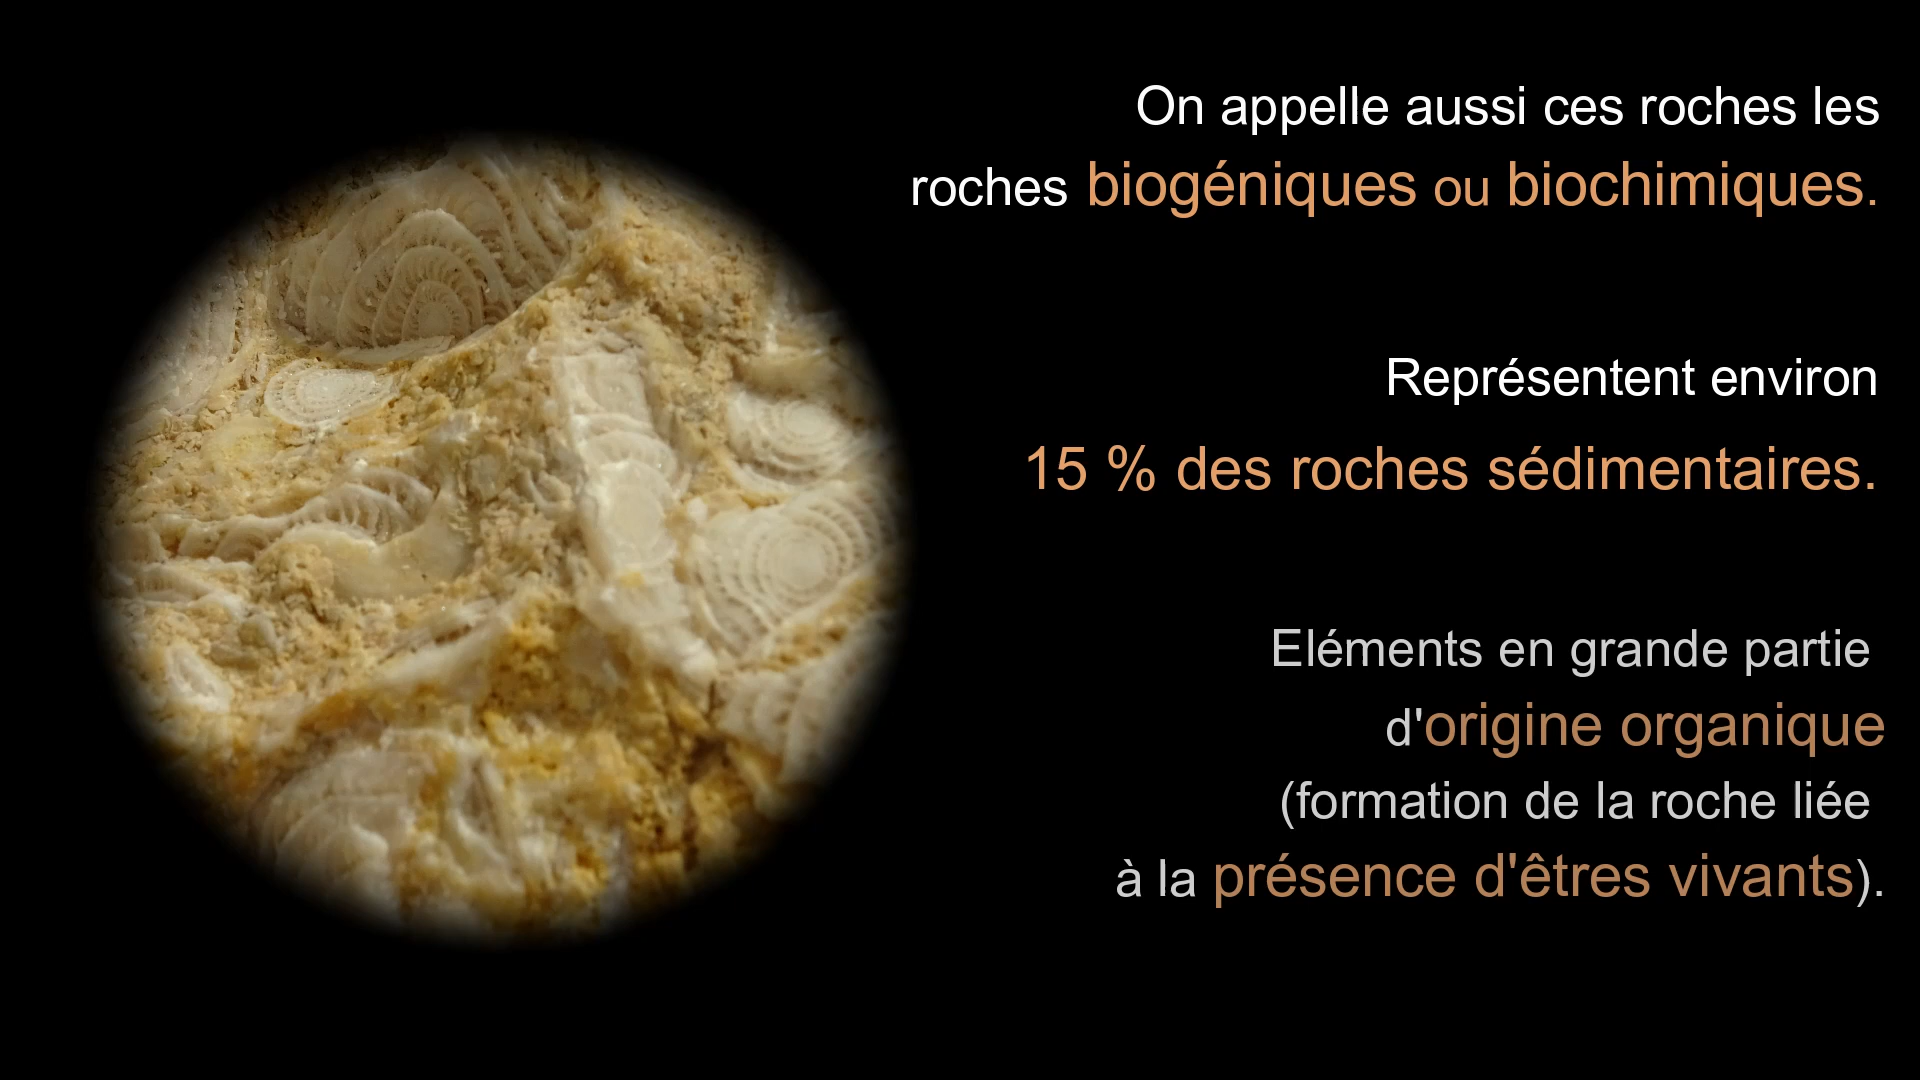 On appelle aussi ces roches les
roches biogéniques ou biochimiques.
Représentent environ
15 % des roches sédimentaires.
Eléments en grande partie
d'origine organique
(formation de la roche liée
à la présence d'êtres vivants).